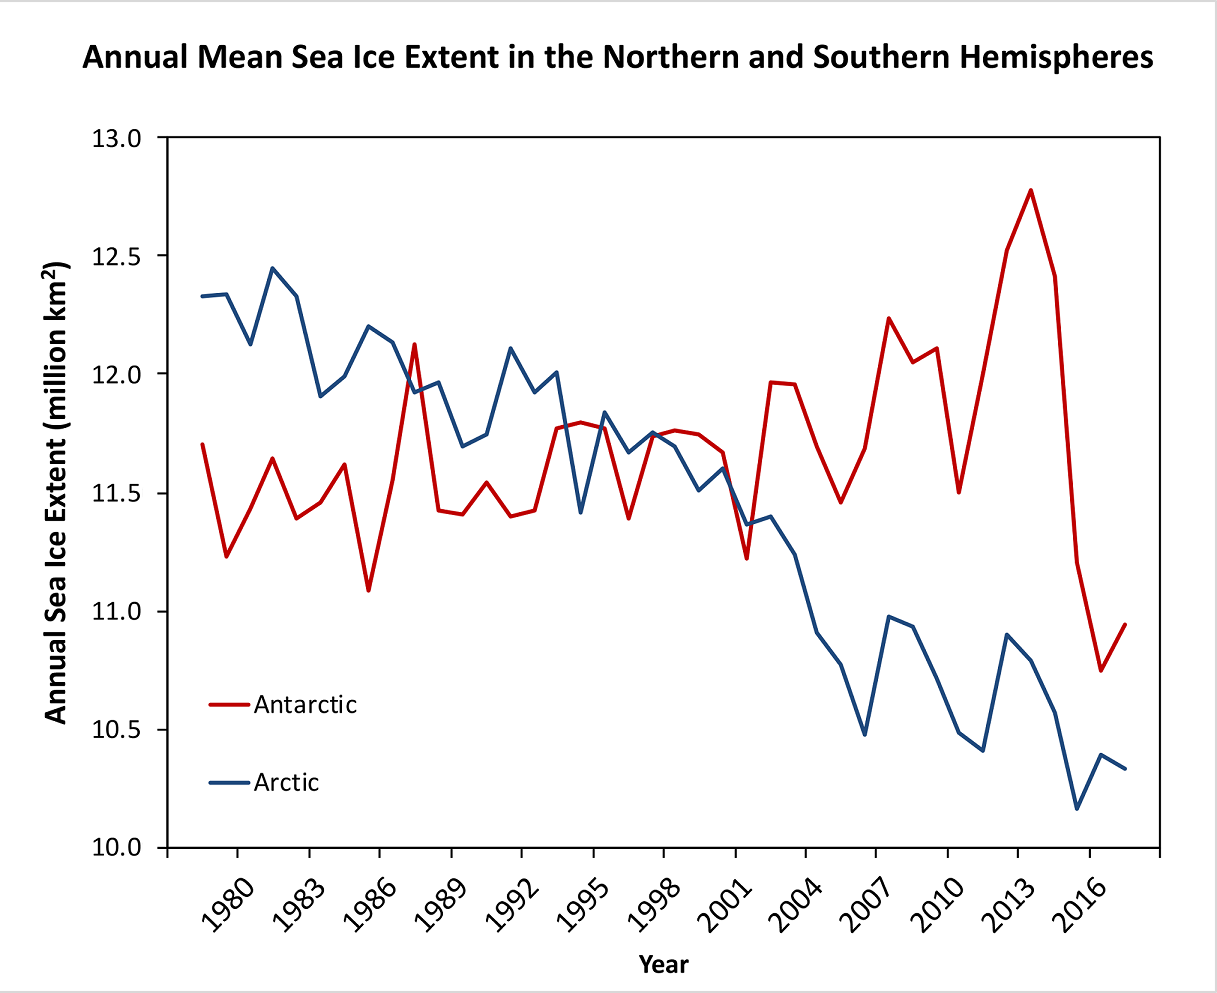 Annual Mean Sea Ice Extent in the Northern and Southern Hemispheres
Annual Sea Ice Extent (million km²)
13.0
12.5
12.0
11.5
11.0
10.5
10.0
Antarctic
Arctic
1980 1983 1986 1989 1992 1995 1998 2001 2004 2007 2010 2013 2016
Year